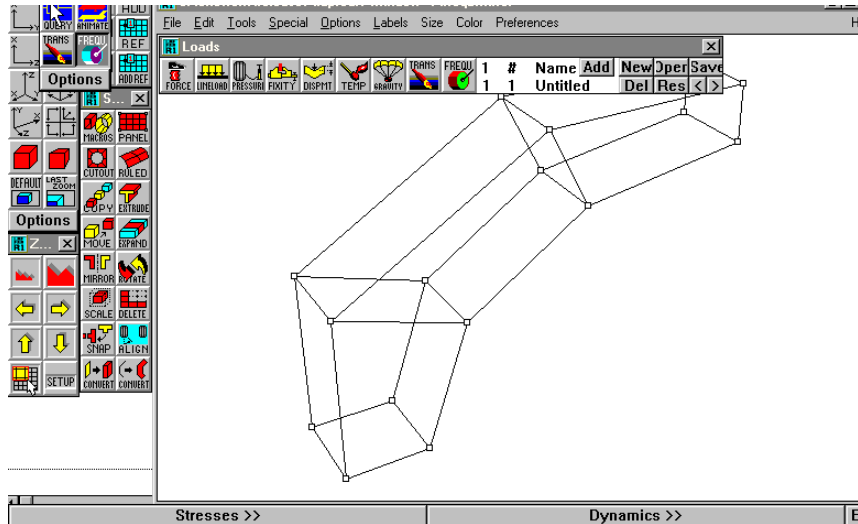 File Edit Tools Special Options Labels Size Color Preferences
QUERY ANIMATE ADD
TRANS FREQU. REF
Options ADD REF
Loads
FORCE LINELOAD PRESSURE FIXITY DISPMT TEMP GRAVITY TRANS FREQU
1 # Name Add New Oper Save
1 1 Untitled Del Res < >
S...
MACROS PANEL
CUTOUT RULED
DEFAULT LAST ZOOM
COPY EXTRUDE
Options
MOVE EXPAND
Z...
MIRROR ROTATE
SCALE DELETE
SNAP ALIGN
SETUP CONVERT CONVERT
Stresses >> Dynamics >>